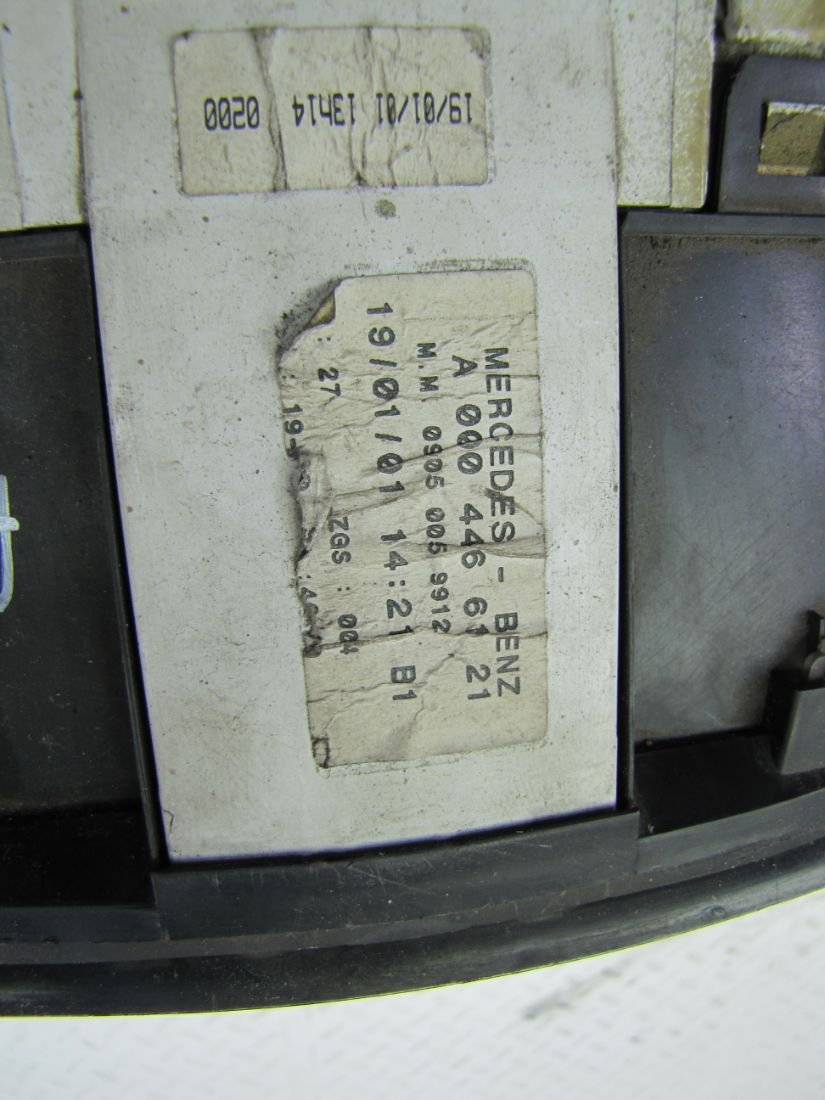 19/01/01 13h14 0200
MERCEDES - BENZ
A 000 446 61 21
M.M. 0905 005 9912
19/01/01 14:21 B1
: 27 ZGS : 004